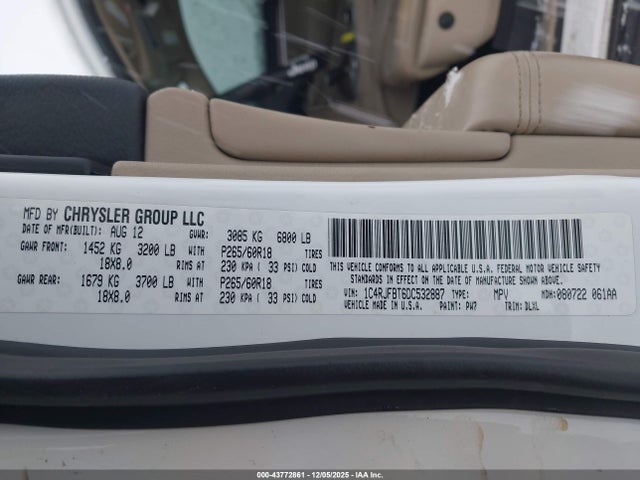 MFD BY CHRYSLER GROUP LLC
DATE OF MFR(BUILT): AUG 12 GVWR: 3085 KG 6800 LB
GAWR FRONT: 1452 KG 3200 LB WITH P265/60R18 TIRES
18X8.0 RIMS AT 230 KPA ( 33 PSI) COLD
GAWR REAR: 1679 KG 3700 LB WITH P265/60R18 TIRES
18X8.0 RIMS AT 230 KPA ( 33 PSI) COLD
THIS VEHICLE CONFORMS TO ALL APPLICABLE U.S.A. FEDERAL MOTOR VEHICLE SAFETY
STANDARDS IN EFFECT ON THE DATE OF MANUFACTURE SHOWN ABOVE.
VIN: 1C4RJFBT6DC532887 TYPE: MPV MDH: 080722 061AA
VEHICLE MADE IN U.S.A. PAINT: PW7 TRIM: DLHL
000-43772861 - 12/05/2025 - IAA Inc.